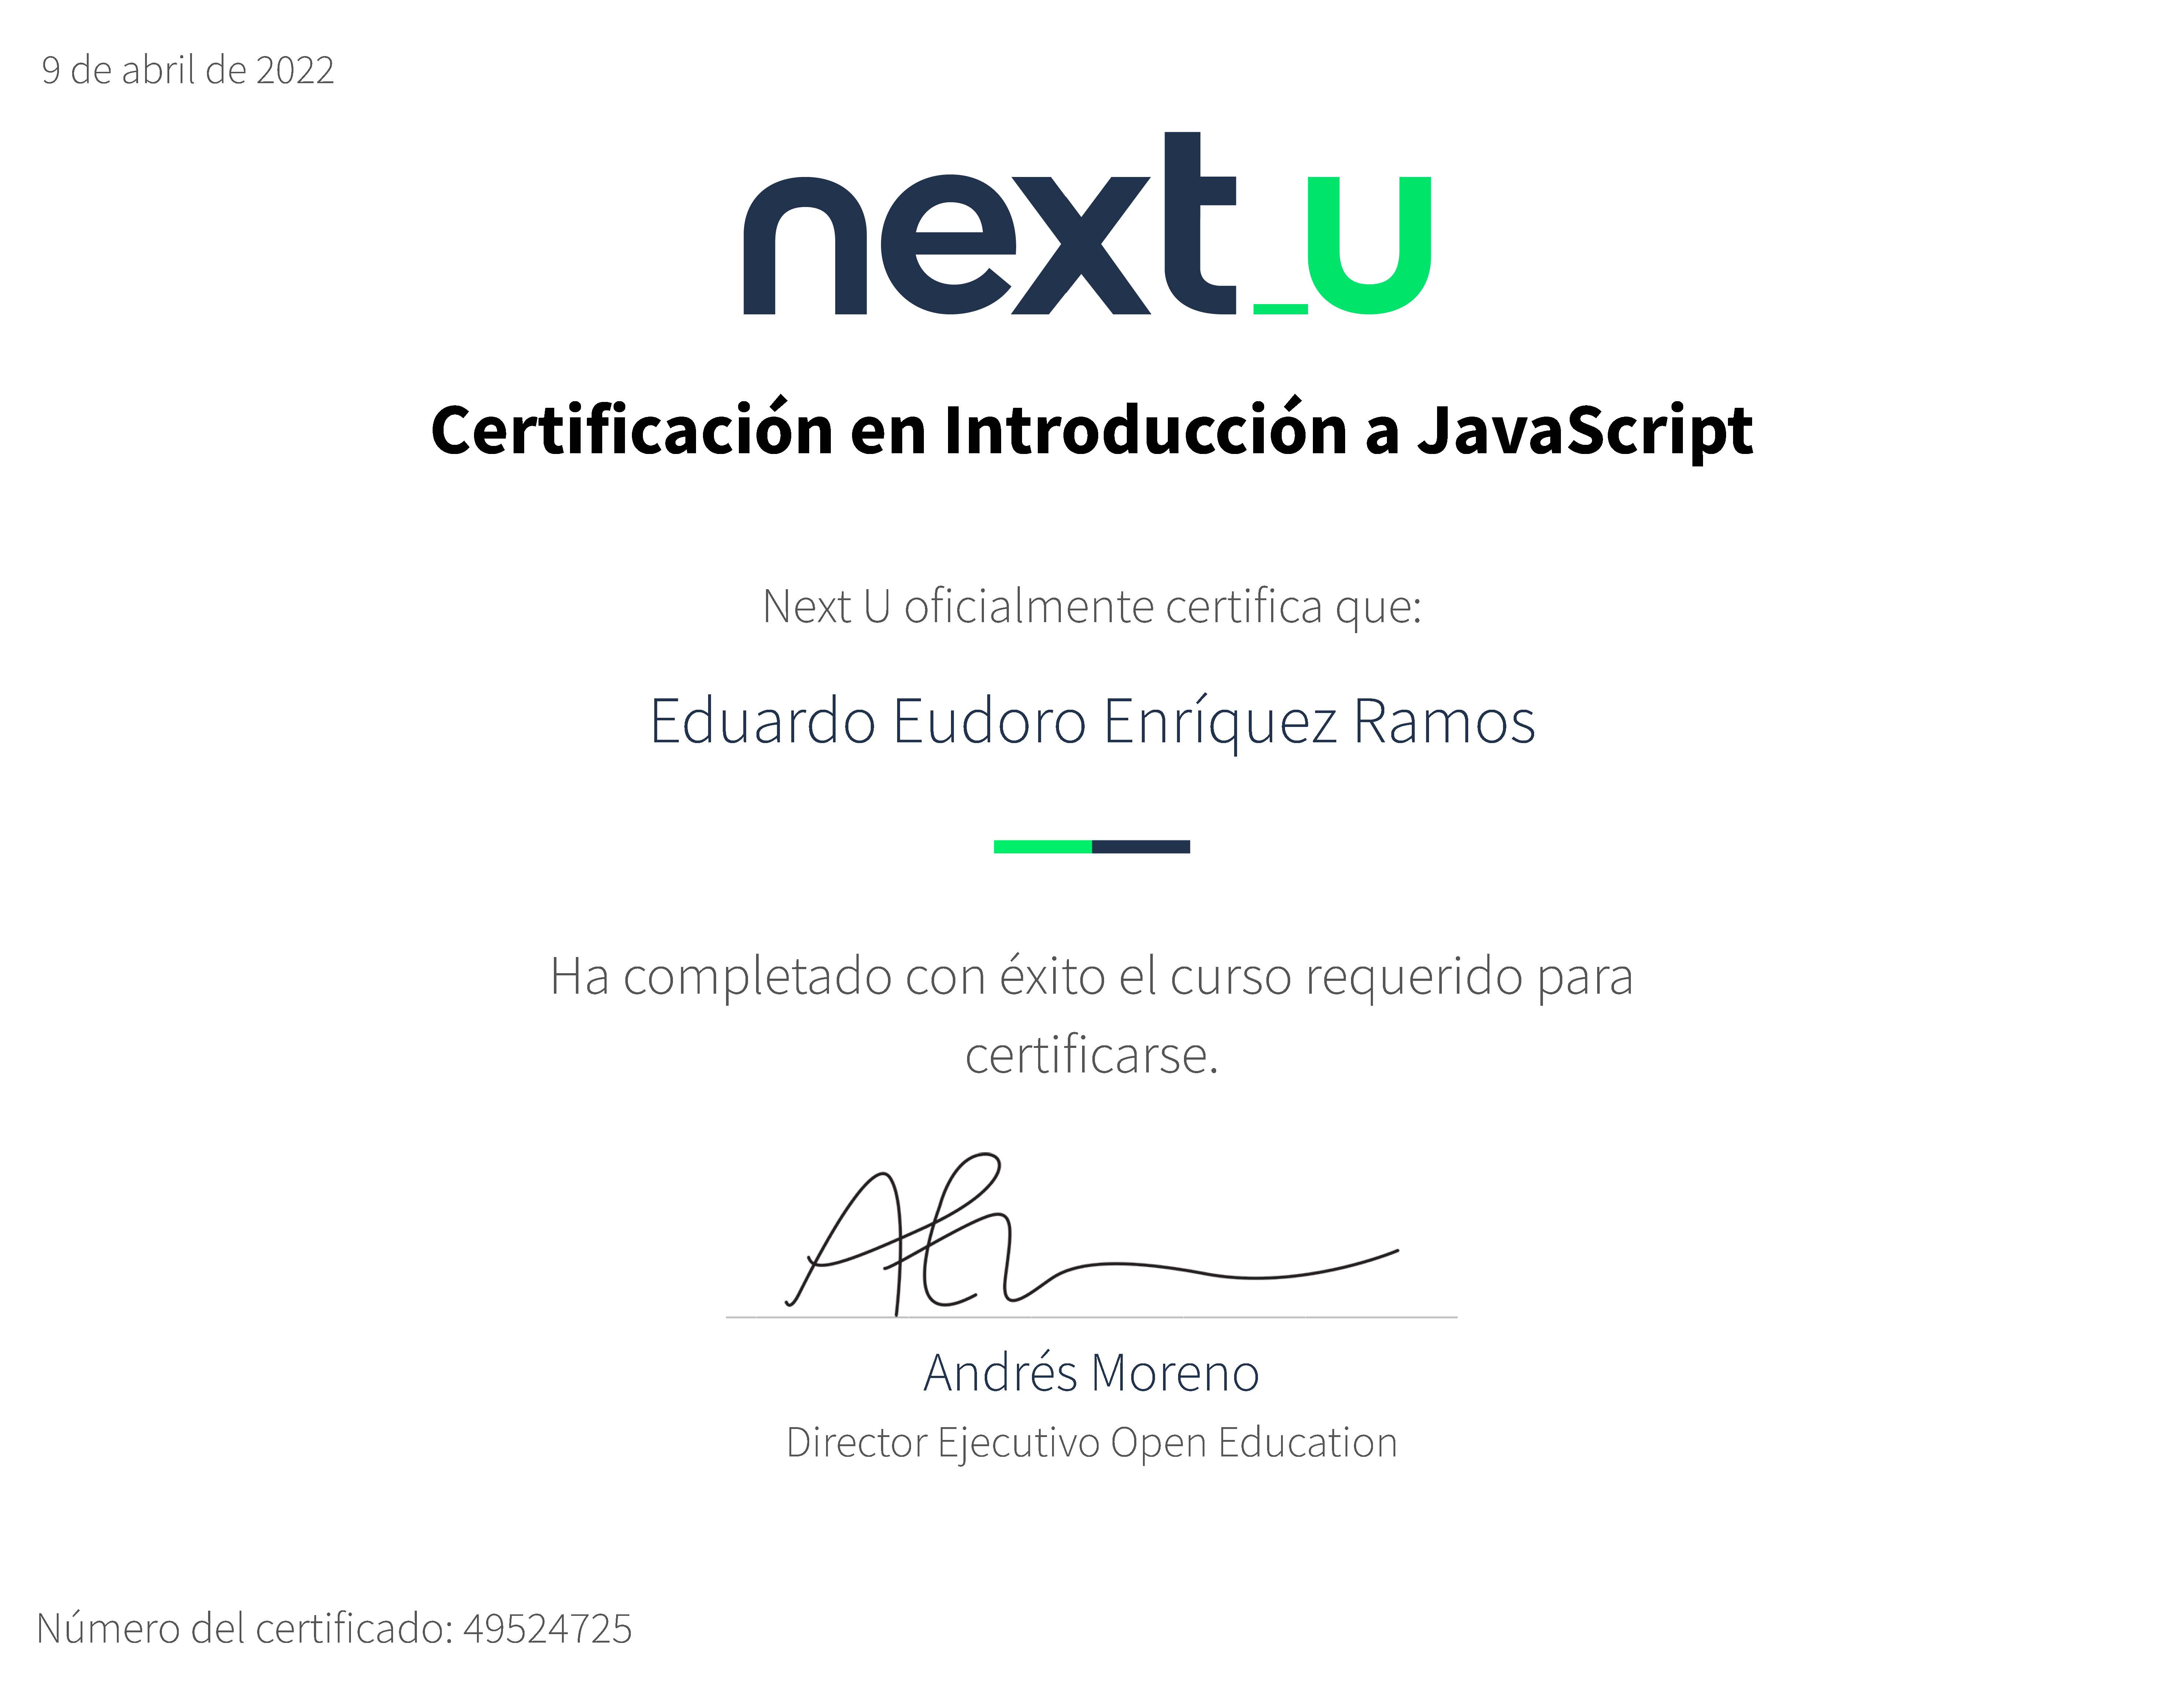 9 de abril de 2022
next_u
Certificación en Introducción a JavaScript
Next U oficialmente certifica que:
Eduardo Eudoro Enríquez Ramos
Ha completado con éxito el curso requerido para
certificarse.
Andrés Moreno
Director Ejecutivo Open Education
Número del certificado: 49524725